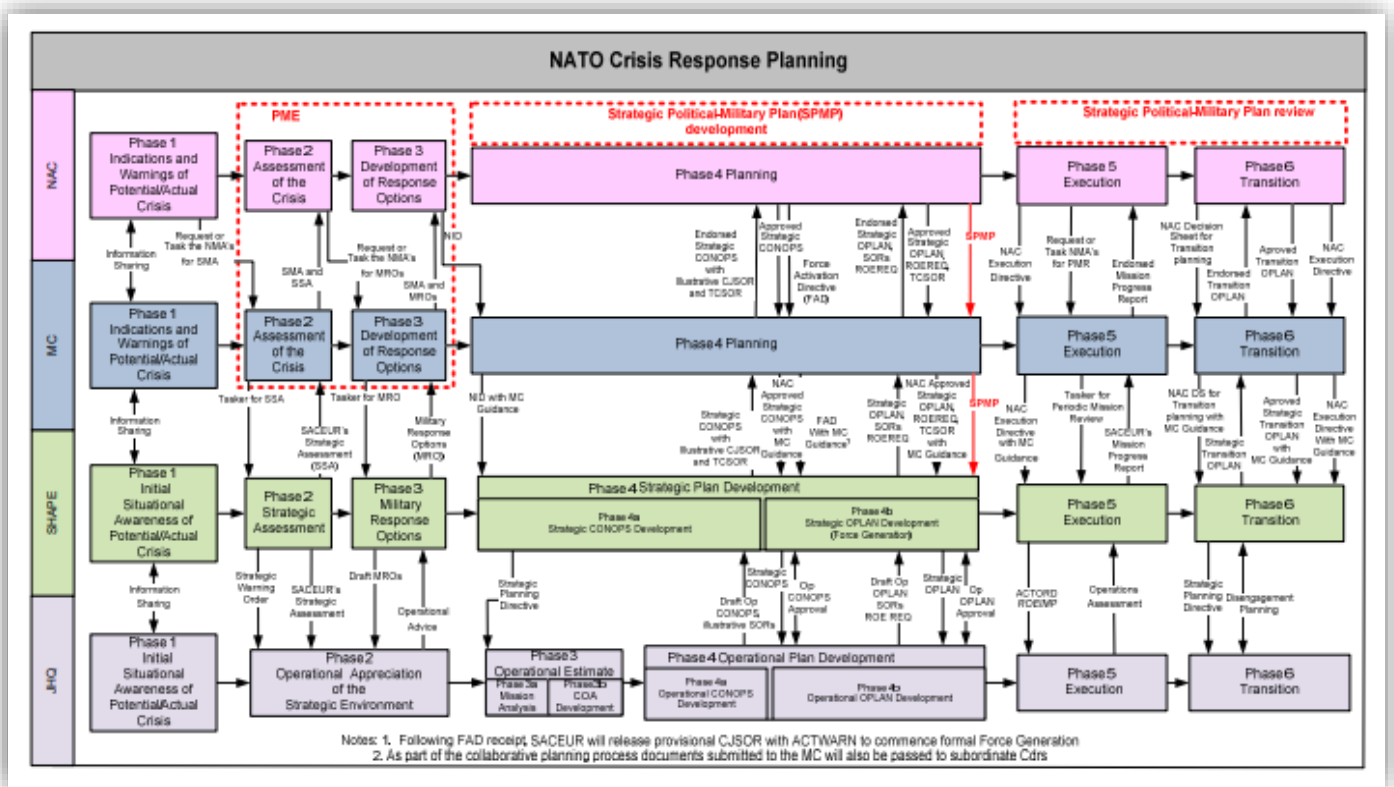 NATO Crisis Response Planning
NAC
PME
Strategic Political-Military Plan(SPMP)
development
Strategic Political-Military Plan review
Phase 1
Indications and
Warnings of
Potential/Actual
Crisis
Phase 2
Assessment
of the
Crisis
Phase 3
Development
of Response
Options
Phase 4 Planning
Phase 5
Execution
Phase 6
Transition
Information
Sharing
Request or
Task the NMA's
for SMA
SMA and
SSA
Request or
Task the NMA's
for MROs
SMA and
MROs
NID
Endorsed
Strategic
CONOPS
with
Illustrative CJSOR
and TCSOR
Approved
Strategic
CONOPS
Force
Activation
Directive
(FAD)
Endorsed
Strategic
OPLAN,
SORs
ROEREQ
Approved
Strategic
OPLAN,
ROEREQ,
TCSOR
SPMP
NAC
Execution
Directive
Request or
Task NMA's
for PMR
Endorsed
Mission
Progress
Report
NAC Decision
Sheet for
Transition
planning
Endorsed
Transition
OPLAN
Aproved
Transition
OPLAN
NAC
Execution
Directive
MC
Phase 1
Indications and
Warnings of
Potential/Actual
Crisis
Phase 2
Assessment
of the
Crisis
Phase 3
Development
of Response
Options
Phase 4 Planning
Phase 5
Execution
Phase 6
Transition
Information
Sharing
Tasker for SSA
SACEUR's
Strategic
Assessment
(SSA)
Tasker for MRO
Military
Response
Options
(MRO)
NID with MC
Guidance
Strategic
CONOPS
with
Illustrative CJSOR
and TCSOR
NAC
Approved
Strategic
CONOPS
with
MC
Guidance
FAD
With MC
Guidance¹
Strategic
OPLAN,
SORs
ROEREQ
NAC Approved
Strategic
OPLAN,
ROEREQ,
TCSOR
with
MC Guidance
SPMP
NAC
Execution
Directive
with MC
Guidance
Tasker for
Periodic Mission
Review
SACEUR's
Mission
Progress
Report
NAC DS for
Transition
planning with
MC Guidance
Strategic
Transition
OPLAN
Aproved
Strategic
Transition
OPLAN
with
MC Guidance
NAC
Execution
Directive
With MC
Guidance
SHAPE
Phase 1
Initial
Situational
Awareness of
Potential/Actual
Crisis
Phase 2
Strategic
Assessment
Phase 3
Military
Response
Options
Phase 4 Strategic Plan Development
Phase 4a
Strategic CONOPS Development
Phase 4b
Strategic OPLAN Development
(Force Generation)
Phase 5
Execution
Phase 6
Transition
Information
Sharing
Strategic
Warning
Order
SACEUR's
Strategic
Assessment
Draft MROs
Operational
Advice
Strategic
Planning
Directive
Draft Op
CONOPS,
illustrative SORs
Strategic
CONOPS
Op
CONOPS
Approval
Draft Op
OPLAN
SORs
ROE REQ
Strategic
OPLAN
Op
OPLAN
Approval
ACTORD
ROEIMP
Operations
Assessment
Strategic
Planning
Directive
Disengagement
Planning
JHQ
Phase 1
Initial
Situational
Awareness of
Potential/Actual
Crisis
Phase 2
Operational Appreciation
of the
Strategic Environment
Phase 3
Operational Estimate
Phase 3a
Mission
Analysis
Phase 3b
COA
Development
Phase 4 Operational Plan Development
Phase 4a
Operational CONOPS
Development
Phase 4b
Operational OPLAN Development
Phase 5
Execution
Phase 6
Transition
Notes: 1. Following FAD receipt, SACEUR will release provisional CJSOR with ACTWARN to commence formal Force Generation
2. As part of the collaborative planning process documents submitted to the MC will also be passed to subordinate Cdrs